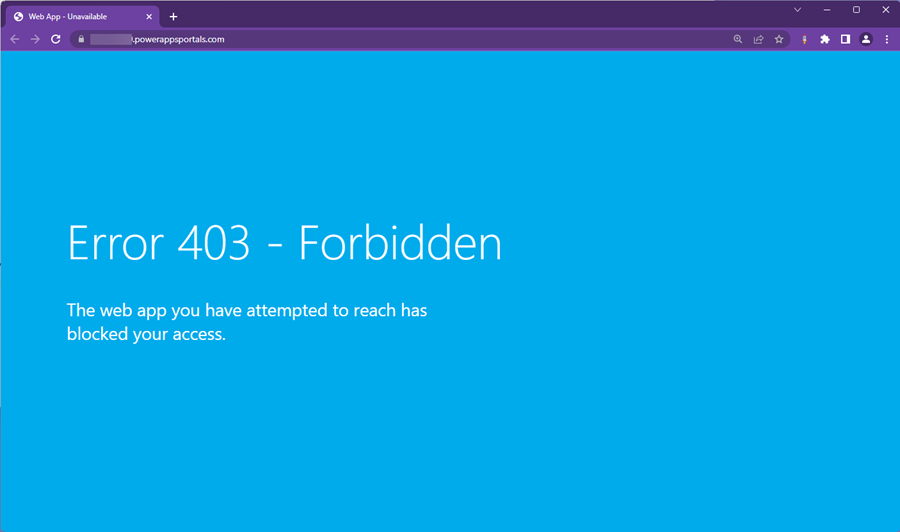 Web App - Unavailable
.powerappsportals.com
Error 403 - Forbidden
The web app you have attempted to reach has
blocked your access.